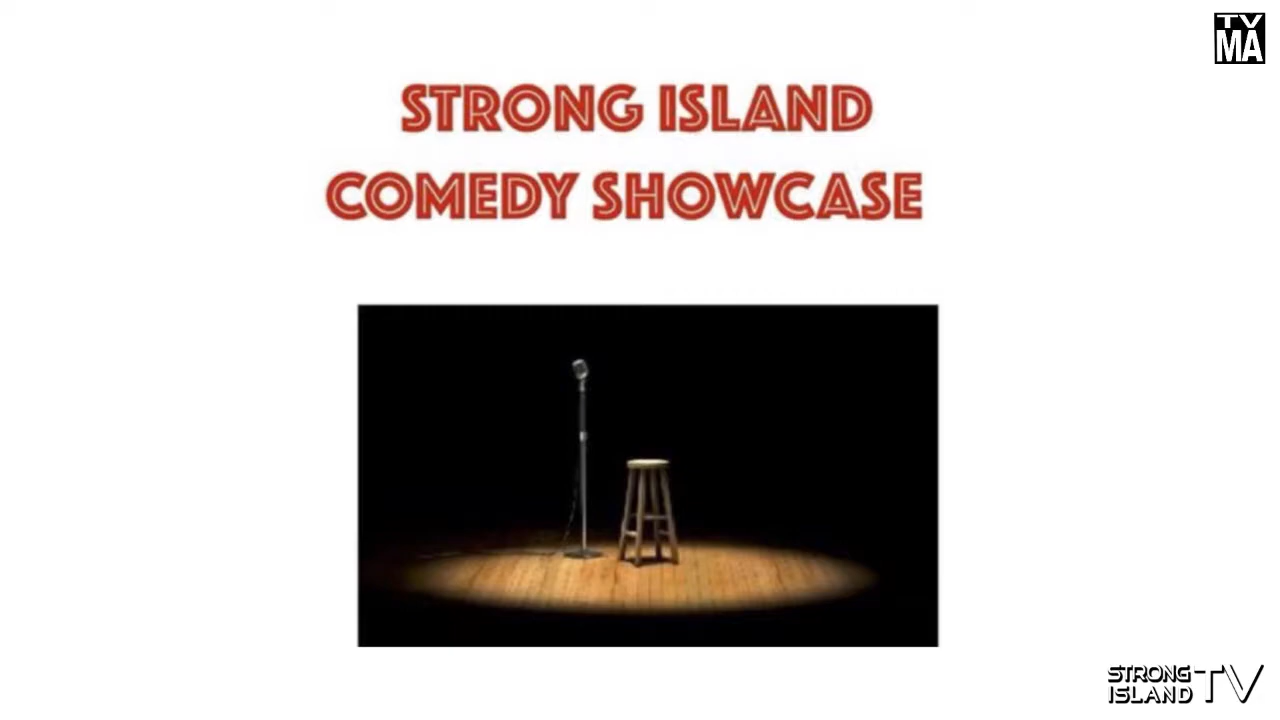 TV
MA
STRONG ISLAND
COMEDY SHOWCASE
STRONG
ISLAND TV